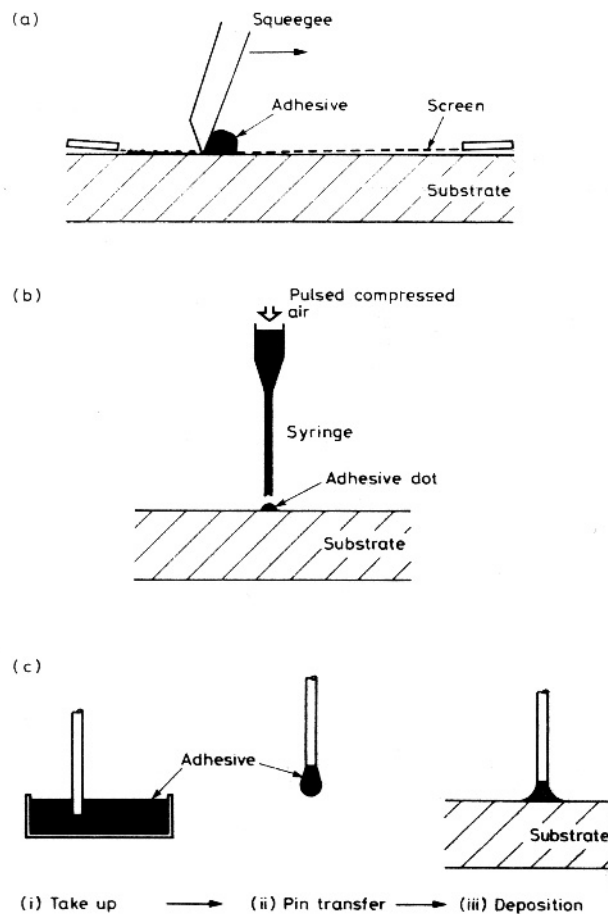 (a)
Squeegee
Adhesive
Screen
Substrate
(b)
Pulsed compressed
air
Syringe
Adhesive dot
Substrate
(c)
Adhesive
Substrate
(i) Take up
(ii) Pin transfer
(iii) Deposition